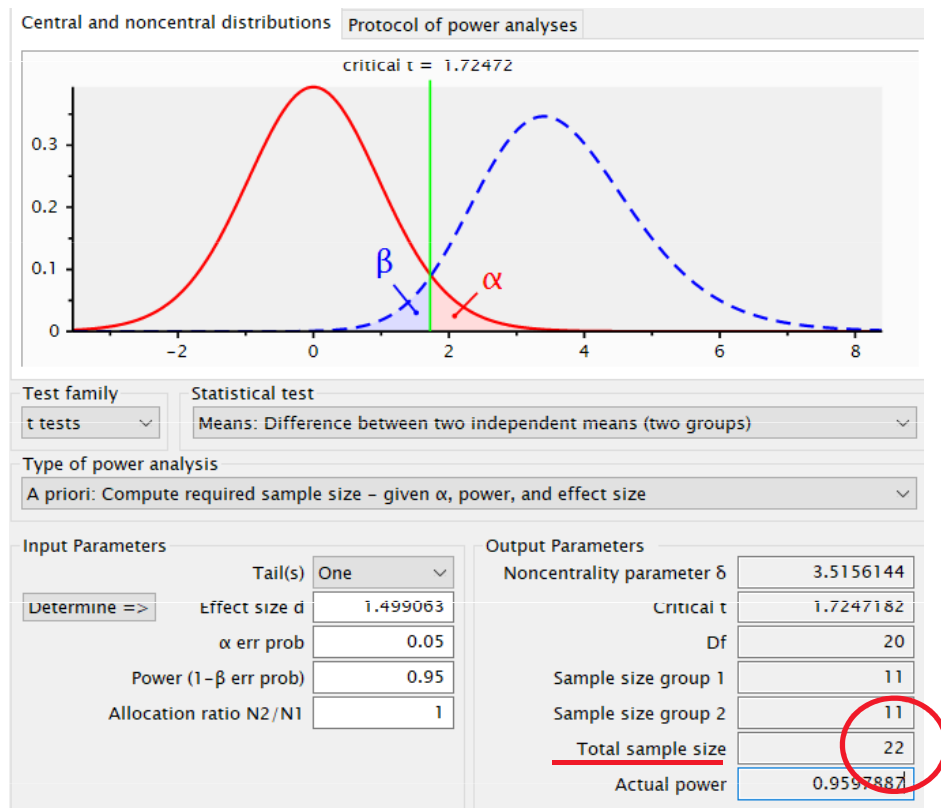 Central and noncentral distributions Protocol of power analyses
critical t = 1.72472
0.3
0.2
0.1
0
β
α
-2 0 2 4 6 8
Test family Statistical test
t tests Means: Difference between two independent means (two groups)
Type of power analysis
A priori: Compute required sample size - given α, power, and effect size
Input Parameters Output Parameters
Tail(s) One Noncentrality parameter δ 3.5156144
Determine => Effect size d 1.499063 Critical t 1.7247182
α err prob 0.05 Df 20
Power (1-β err prob) 0.95 Sample size group 1 11
Allocation ratio N2/N1 1 Sample size group 2 11
Total sample size 22
Actual power 0.9597887